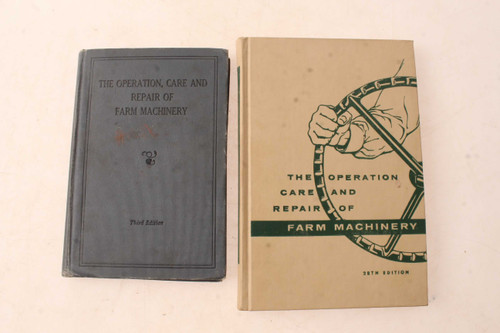 THE OPERATION, CARE AND
REPAIR OF
FARM MACHINERY
Third Edition
THE OPERATION
CARE AND
REPAIR OF
FARM MACHINERY
28TH EDITION